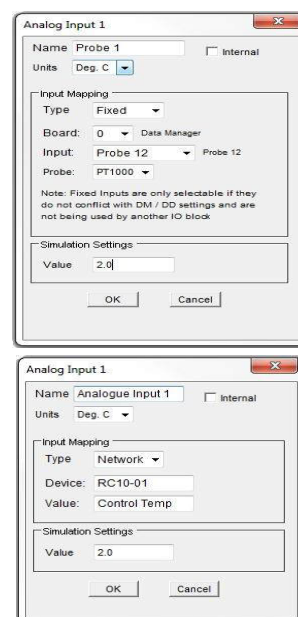 Analog Input 1
Name Probe 1 Internal
Units Deg. C
Input Mapping
Type Fixed
Board: 0 Data Manager
Input: Probe 12 Probe 12
Probe: PT1000
Note: Fixed Inputs are only selectable if they
do not conflict with DM / DD settings and are
not being used by another IO block
Simulation Settings
Value 2.0
OK Cancel
Analog Input 1
Name Analogue Input 1 Internal
Units Deg. C
Input Mapping
Type Network
Device: RC10-01
Value: Control Temp
Simulation Settings
Value 2.0
OK Cancel